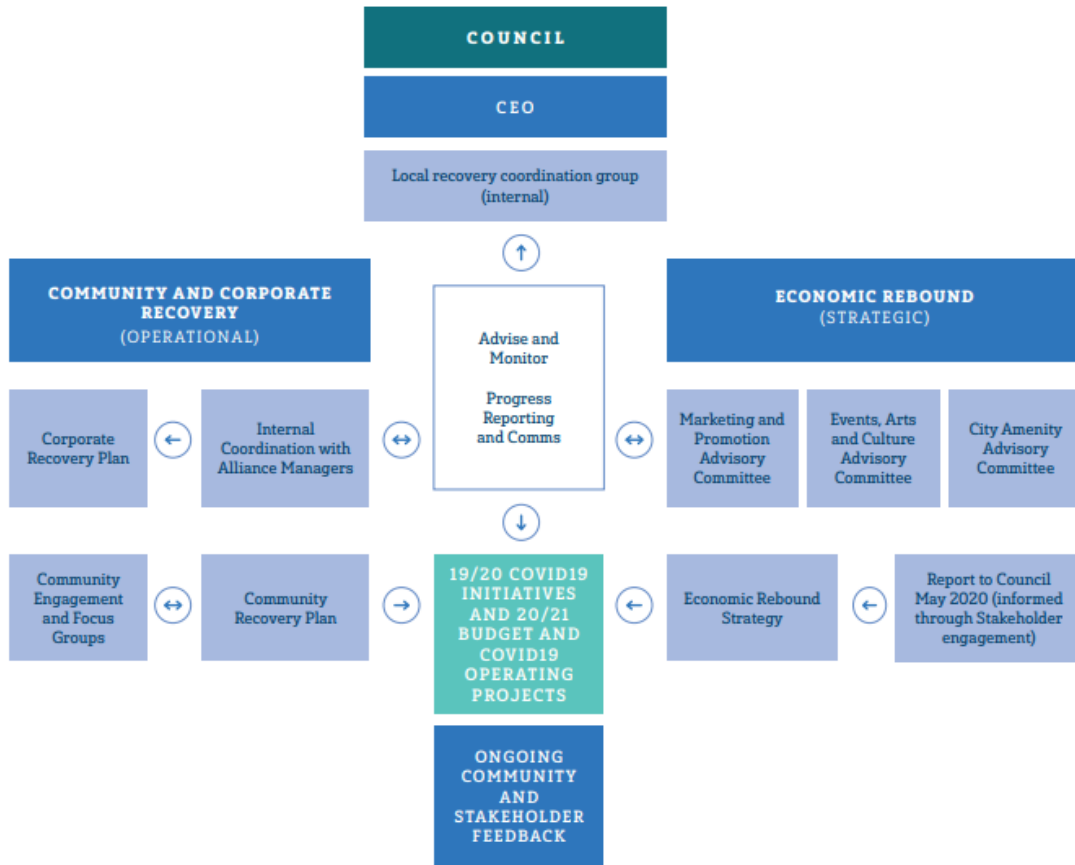 COUNCIL
CEO
Local recovery coordination group
(internal)
COMMUNITY AND CORPORATE
RECOVERY
(OPERATIONAL)
Advise and
Monitor
Progress
Reporting
and Comms
ECONOMIC REBOUND
(STRATEGIC)
Corporate
Recovery Plan
Internal
Coordination with
Alliance Managers
Marketing and
Promotion
Advisory
Committee
Events, Arts
and Culture
Advisory
Committee
City Amenity
Advisory
Committee
Community
Engagement
and Focus
Groups
Community
Recovery Plan
19/20 COVID19
INITIATIVES
AND 20/21
BUDGET AND
COVID19
OPERATING
PROJECTS
Economic Rebound
Strategy
Report to Council
May 2020 (informed
through Stakeholder
engagement)
ONGOING
COMMUNITY
AND
STAKEHOLDER
FEEDBACK